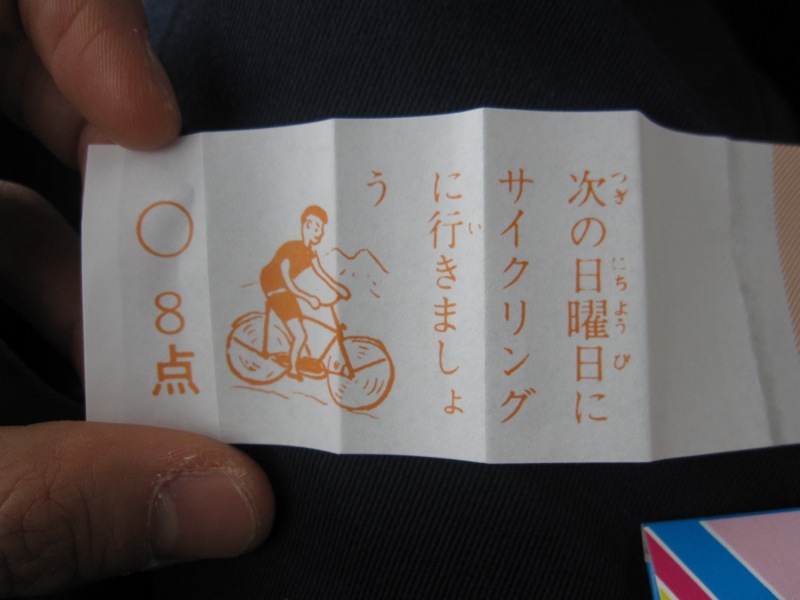 次の日曜日に
サイクリング
に行きましょ
う
○8点